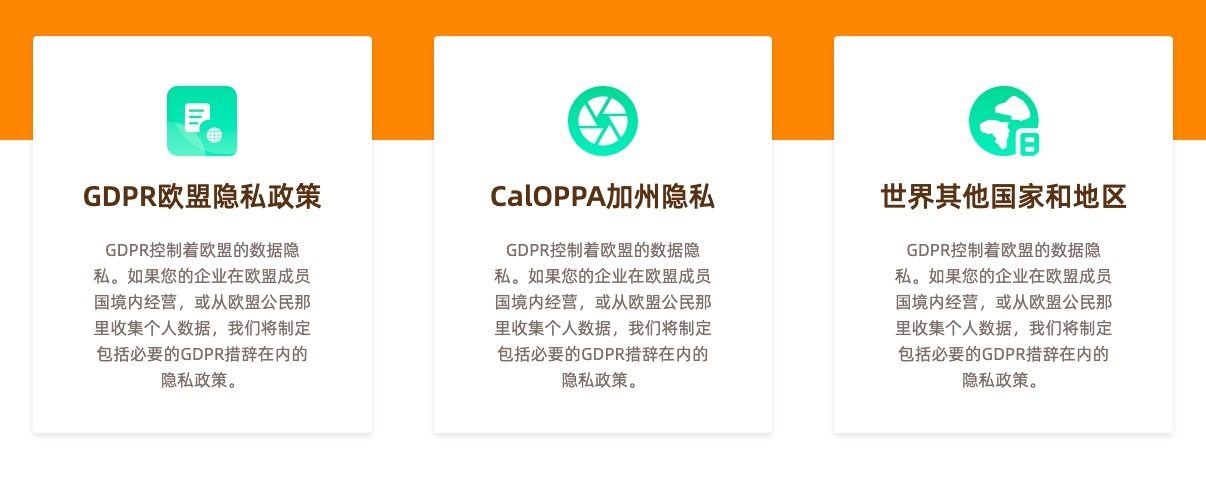 GDPR欧盟隐私政策
GDPR控制着欧盟的数据隐
私。如果您的企业在欧盟成员
国境内经营，或从欧盟公民那
里收集个人数据，我们将制定
包括必要的GDPR措辞在内的
隐私政策。
CalOPPA加州隐私
GDPR控制着欧盟的数据隐
私。如果您的企业在欧盟成员
国境内经营，或从欧盟公民那
里收集个人数据，我们将制定
包括必要的GDPR措辞在内的
隐私政策。
世界其他国家和地区
GDPR控制着欧盟的数据隐
私。如果您的企业在欧盟成员
国境内经营，或从欧盟公民那
里收集个人数据，我们将制定
包括必要的GDPR措辞在内的
隐私政策。